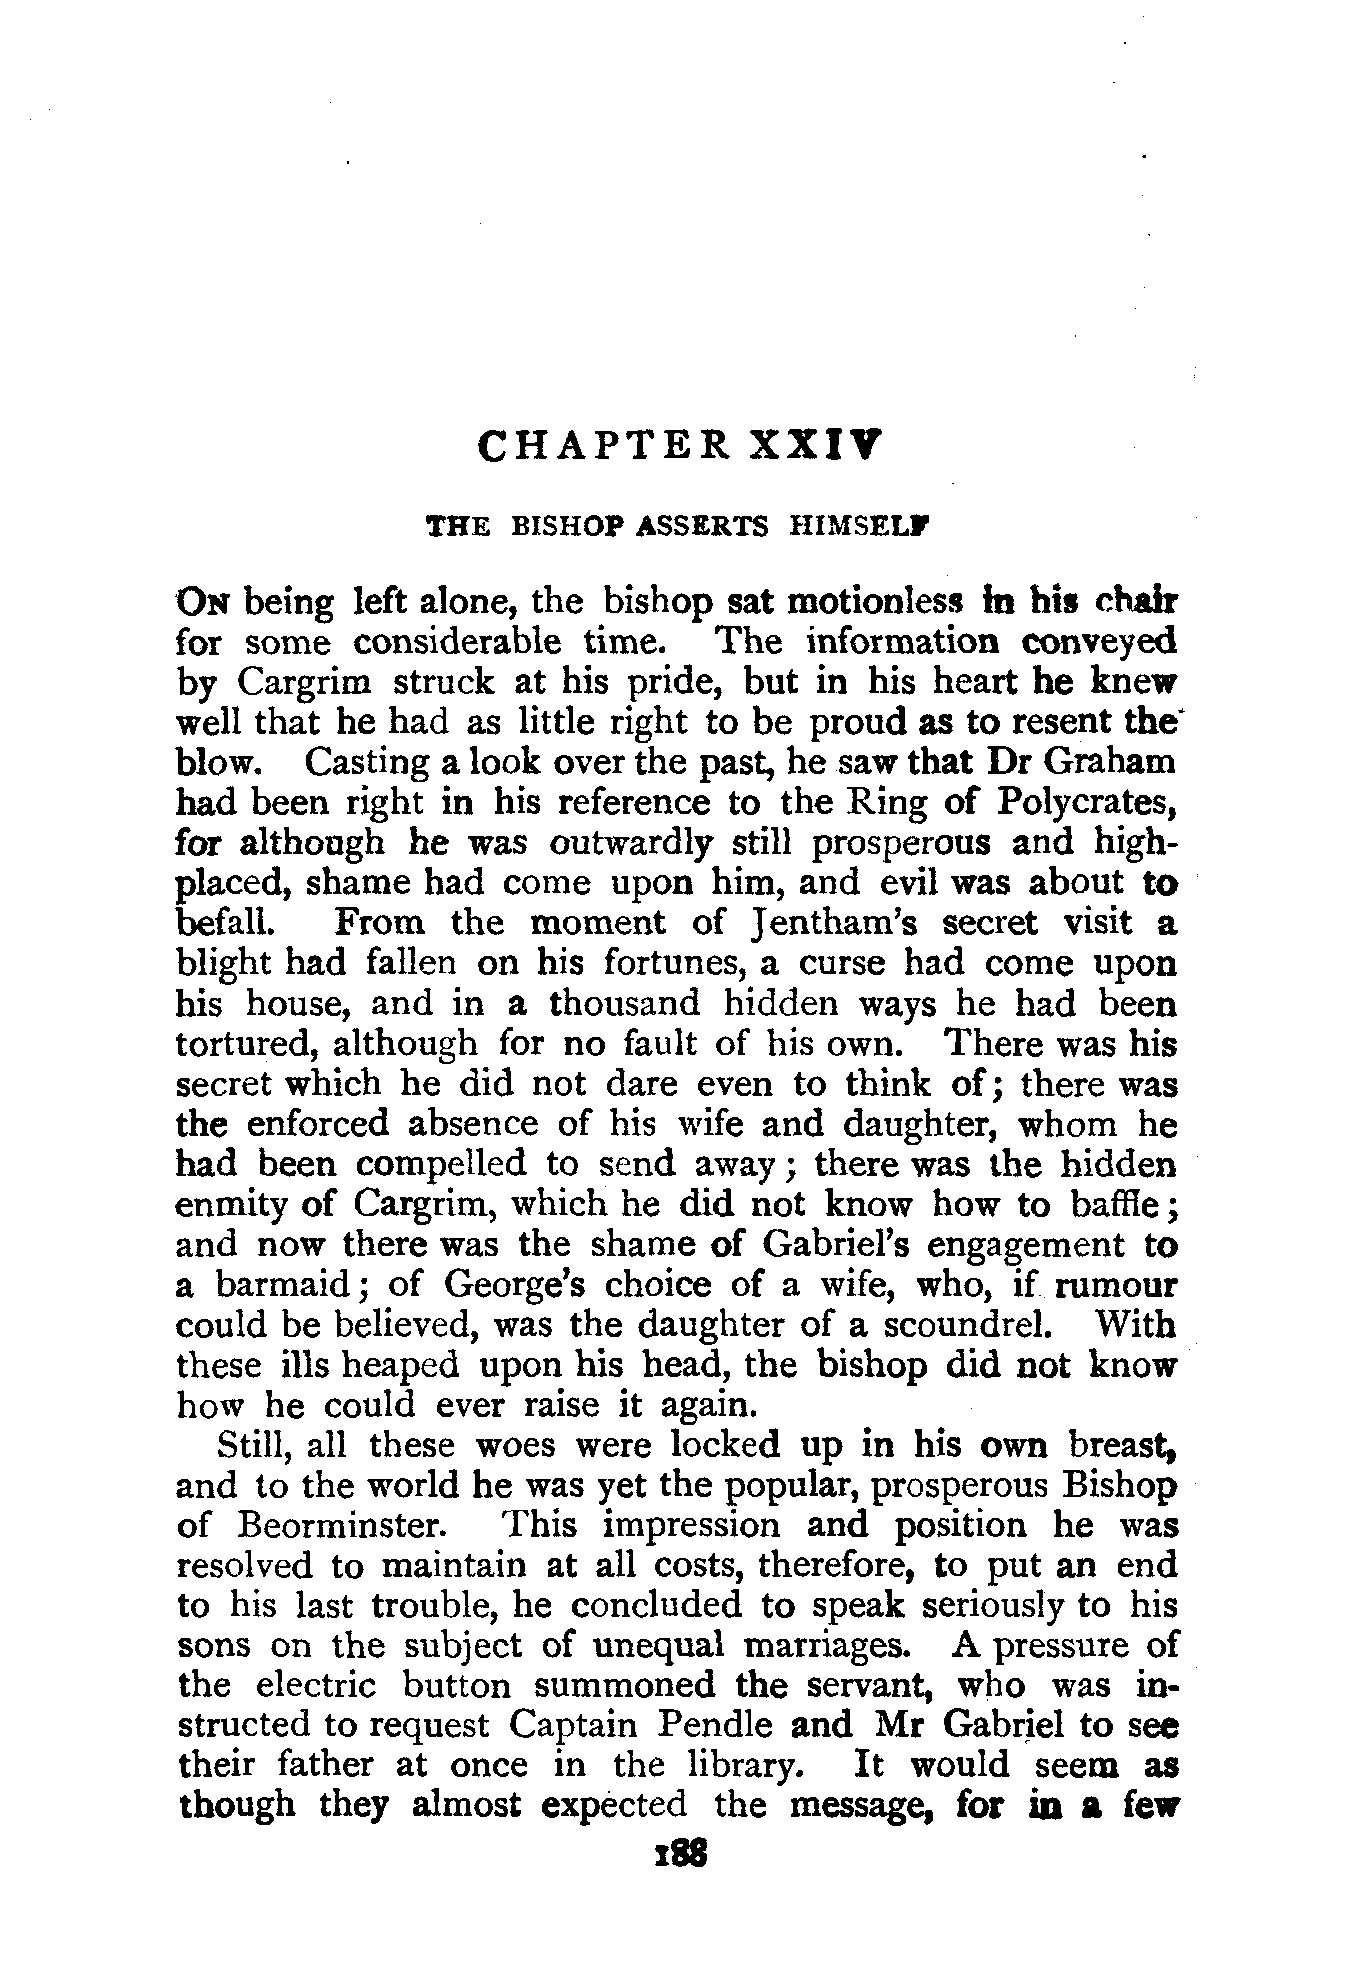 CHAPTER XXIV
THE BISHOP ASSERTS HIMSELF
ON being left alone, the bishop sat motionless in his chair
for some considerable time. The information conveyed
by Cargrim struck at his pride, but in his heart he knew
well that he had as little right to be proud as to resent the
blow. Casting a look over the past, he saw that Dr Graham
had been right in his reference to the Ring of Polycrates,
for although he was outwardly still prosperous and high-
placed, shame had come upon him, and evil was about to
befall. From the moment of Jentham's secret visit a
blight had fallen on his fortunes, a curse had come upon
his house, and in a thousand hidden ways he had been
tortured, although for no fault of his own. There was his
secret which he did not dare even to think of; there was
the enforced absence of his wife and daughter, whom he
had been compelled to send away; there was the hidden
enmity of Cargrim, which he did not know how to baffle;
and now there was the shame of Gabriel's engagement to
a barmaid; of George's choice of a wife, who, if rumour
could be believed, was the daughter of a scoundrel. With
these ills heaped upon his head, the bishop did not know
how he could ever raise it again.
Still, all these woes were locked up in his own breast,
and to the world he was yet the popular, prosperous Bishop
of Beorminster. This impression and position he was
resolved to maintain at all costs, therefore, to put an end
to his last trouble, he concluded to speak seriously to his
sons on the subject of unequal marriages. A pressure of
the electric button summoned the servant, who was in-
structed to request Captain Pendle and Mr Gabriel to see
their father at once in the library. It would seem as
though they almost expected the message, for in a few
188